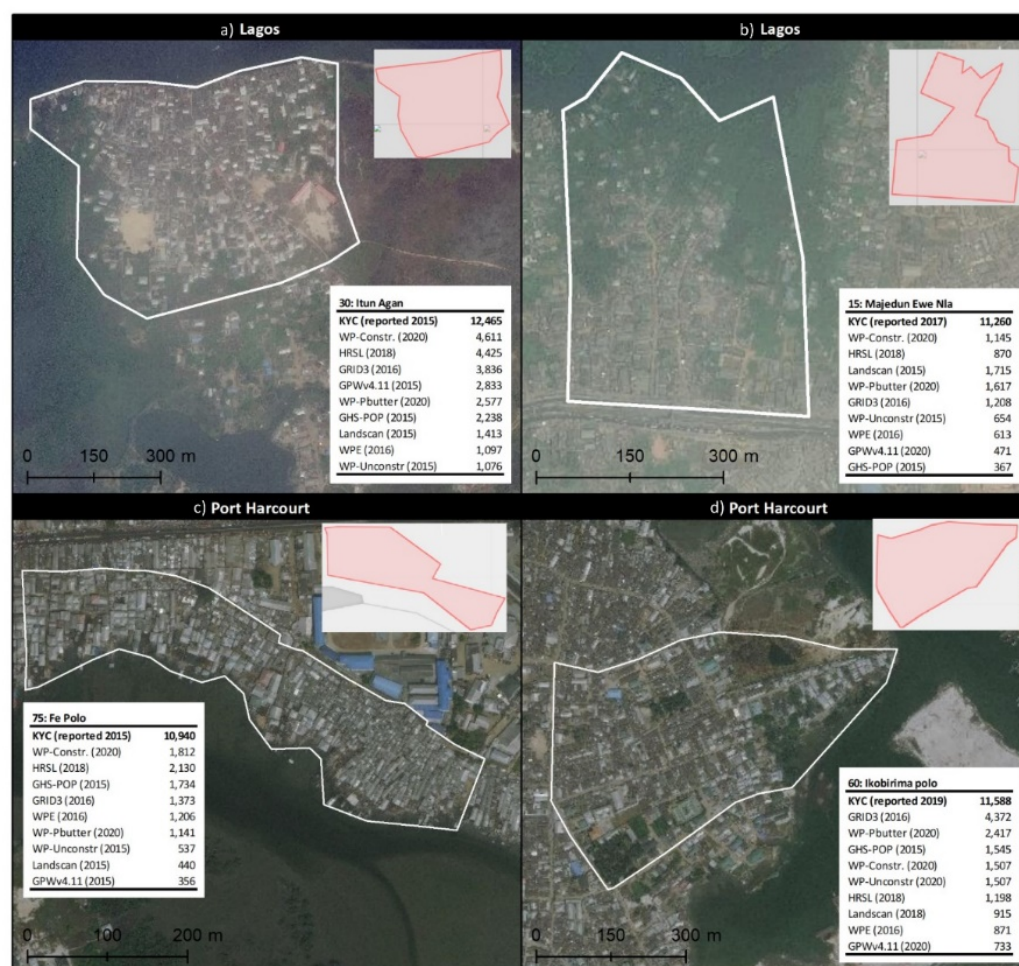 a) Lagos
30: Itun Agan
KYC (reported 2015) 12,465
WP-Constr. (2020) 4,611
HRSL (2018) 4,425
GRID3 (2016) 3,836
GPWv4.11 (2015) 2,833
WP-Pbutter (2020) 2,577
GHS-POP (2015) 2,238
Landscan (2015) 1,413
WPE (2016) 1,097
WP-Unconstr (2015) 1,076
0 150 300 m
b) Lagos
15: Majedun Ewe Nla
KYC (reported 2017) 11,260
WP-Constr. (2020) 1,145
HRSL (2018) 870
Landscan (2015) 1,715
WP-Pbutter (2020) 1,617
GRID3 (2016) 1,208
WP-Unconstr (2015) 654
WPE (2016) 613
GPWv4.11 (2020) 471
GHS-POP (2015) 367
0 150 300 m
c) Port Harcourt
75: Fe Polo
KYC (reported 2015) 10,940
WP-Constr. (2020) 1,812
HRSL (2018) 2,130
GHS-POP (2015) 1,734
GRID3 (2016) 1,373
WPE (2016) 1,206
WP-Pbutter (2020) 1,141
WP-Unconstr (2015) 537
Landscan (2015) 440
GPWv4.11 (2015) 356
0 100 200 m
d) Port Harcourt
60: Ikobirima polo
KYC (reported 2019) 11,588
GRID3 (2016) 4,372
WP-Pbutter (2020) 2,417
GHS-POP (2015) 1,545
WP-Constr. (2020) 1,507
WP-Unconstr (2020) 1,507
HRSL (2018) 1,198
Landscan (2018) 915
WPE (2016) 871
GPWv4.11 (2020) 733
0 150 300 m